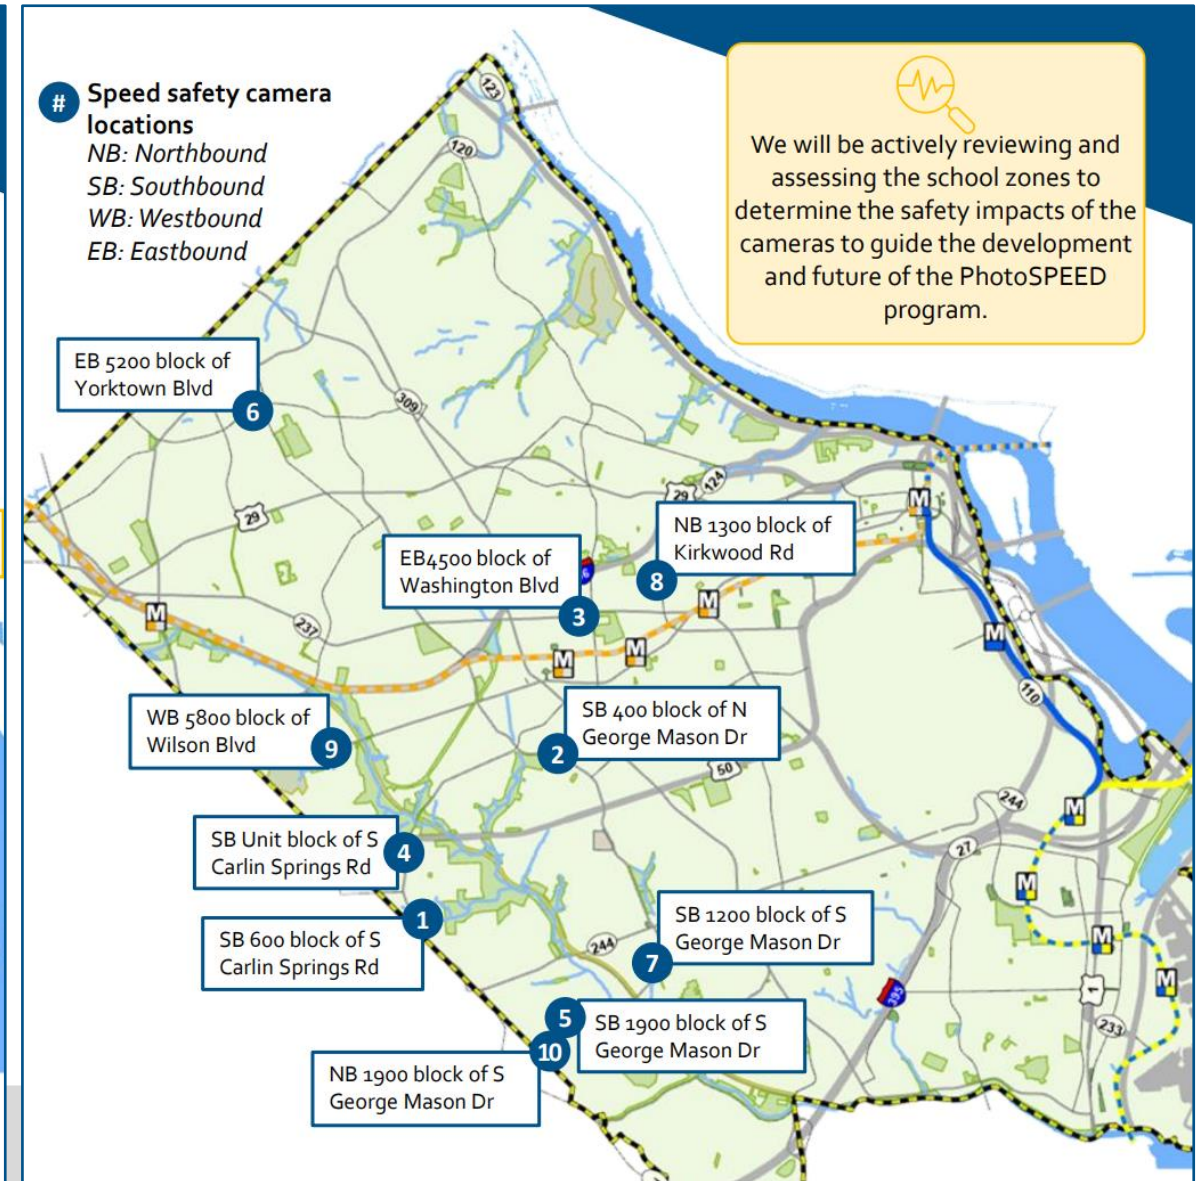 #
Speed safety camera
locations
NB: Northbound
SB: Southbound
WB: Westbound
EB: Eastbound
We will be actively reviewing and
assessing the school zones to
determine the safety impacts of the
cameras to guide the development
and future of the PhotoSPEED
program.
123
120
EB 5200 block of
Yorktown Blvd
6
309
29
29
124
M
NB 1300 block of
Kirkwood Rd
8
EB4500 block of
Washington Blvd
3
M
M
237
M
M
M
110
WB 5800 block of
Wilson Blvd
9
SB 400 block of N
George Mason Dr
2
50
244
M
27
SB Unit block of S
Carlin Springs Rd
4
M
1
SB 600 block of S
Carlin Springs Rd
SB 1200 block of S
George Mason Dr
7
244
M
M
395
1
233
5
SB 1900 block of S
George Mason Dr
10
NB 1900 block of S
George Mason Dr